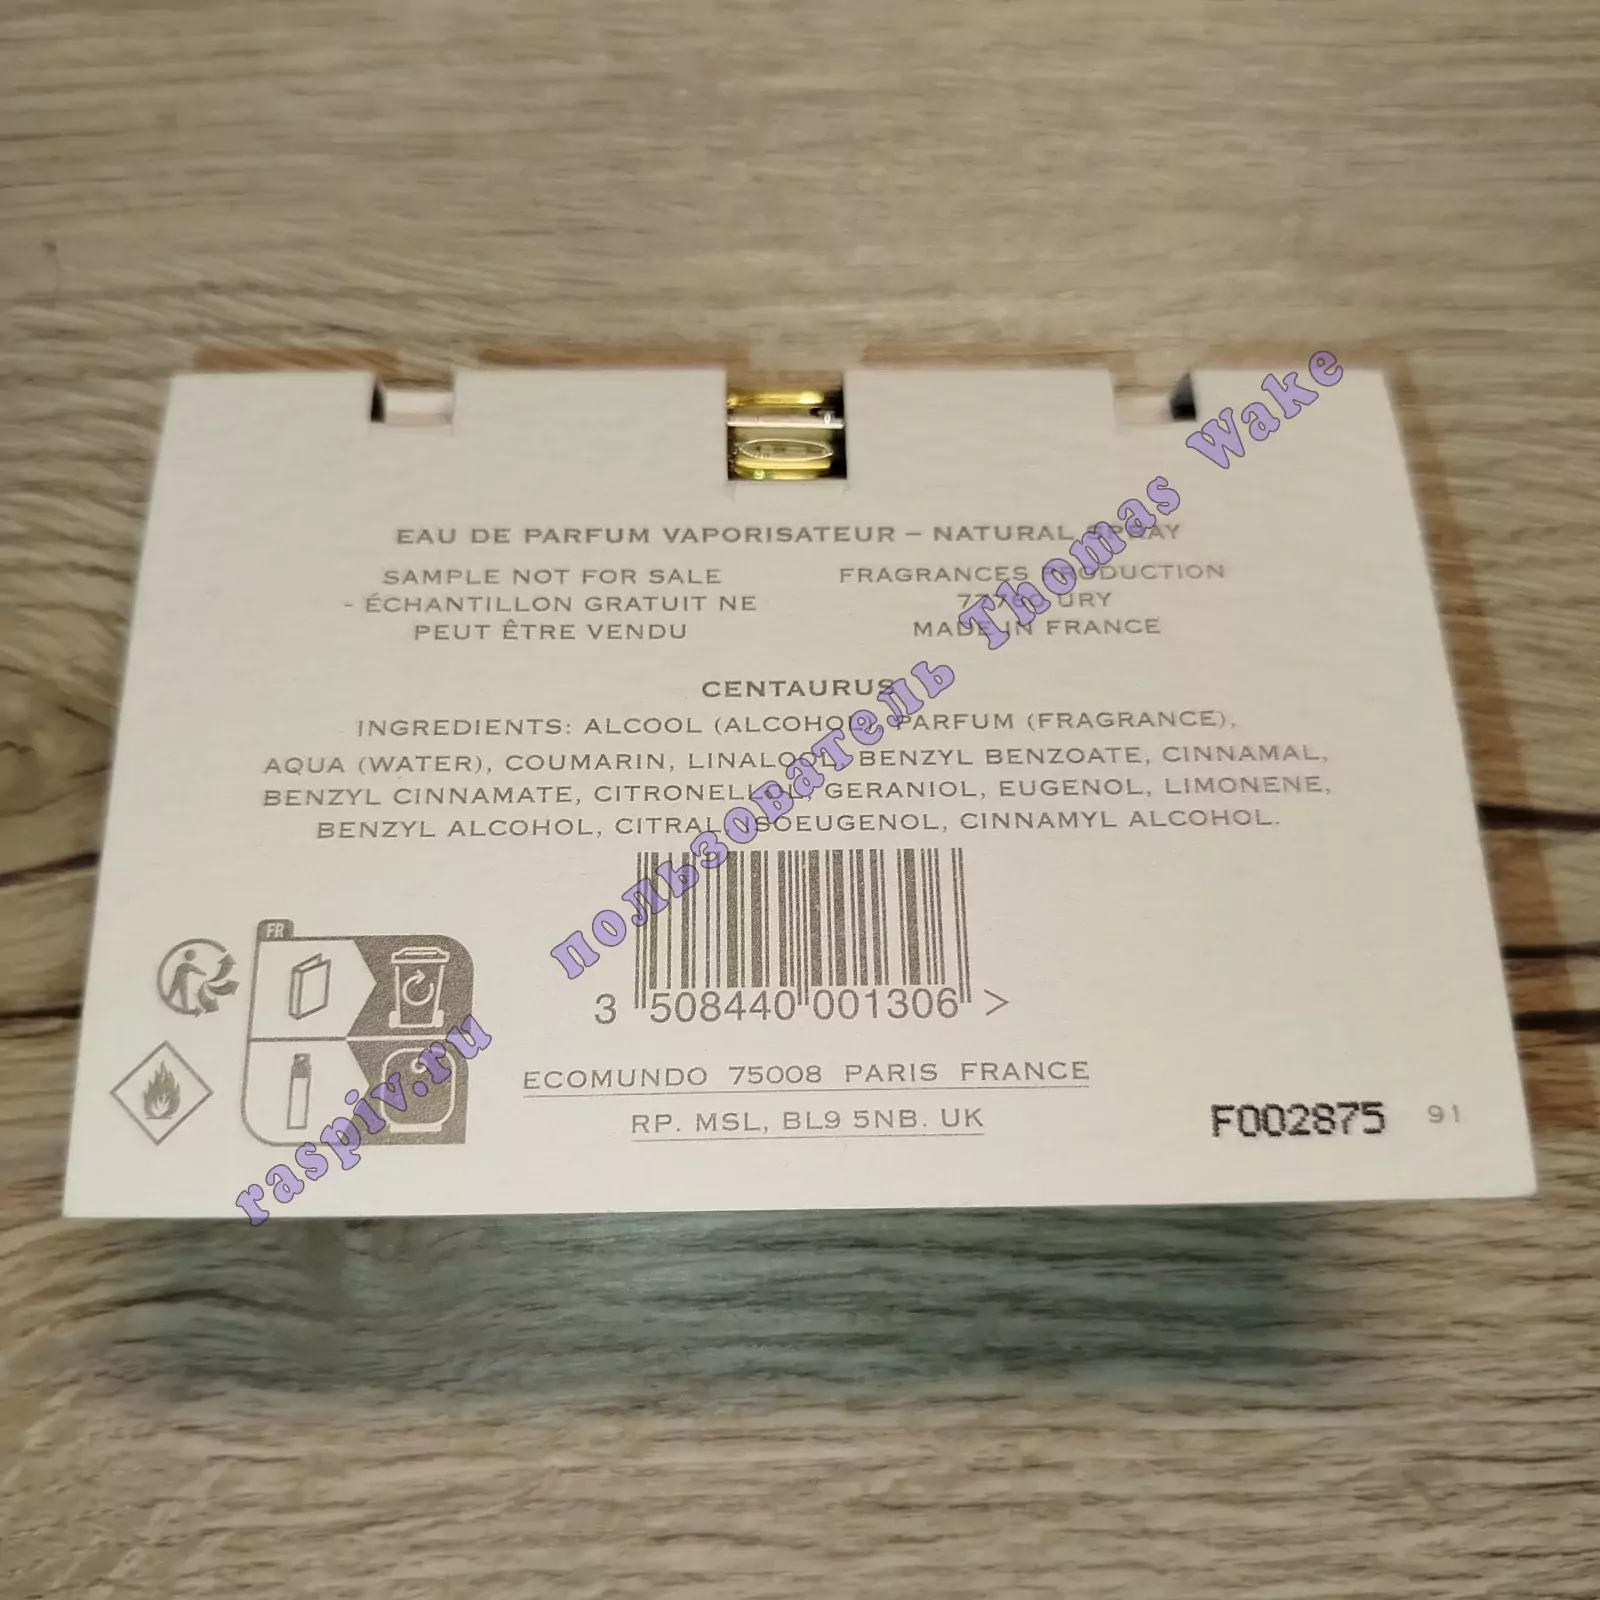 EAU DE PARFUM VAPORISATEUR – NATURAL SPRAY
SAMPLE NOT FOR SALE
- ÉCHANTILLON GRATUIT NE
PEUT ÊTRE VENDU
FRAGRANCES PRODUCTION
77760 URY
MADE IN FRANCE
CENTAURUS
INGREDIENTS: ALCOOL (ALCOHOL), PARFUM (FRAGRANCE),
AQUA (WATER), COUMARIN, LINALOOL, BENZYL BENZOATE, CINNAMAL,
BENZYL CINNAMATE, CITRONELLOL, GERANIOL, EUGENOL, LIMONENE,
BENZYL ALCOHOL, CITRAL, ISOEUGENOL, CINNAMYL ALCOHOL.
FR
3 508440 001306 >
ECOMUNDO 75008 PARIS FRANCE
RP. MSL, BL9 5NB. UK
F002875 91
raspiv.ru пользователь Thomas Wake